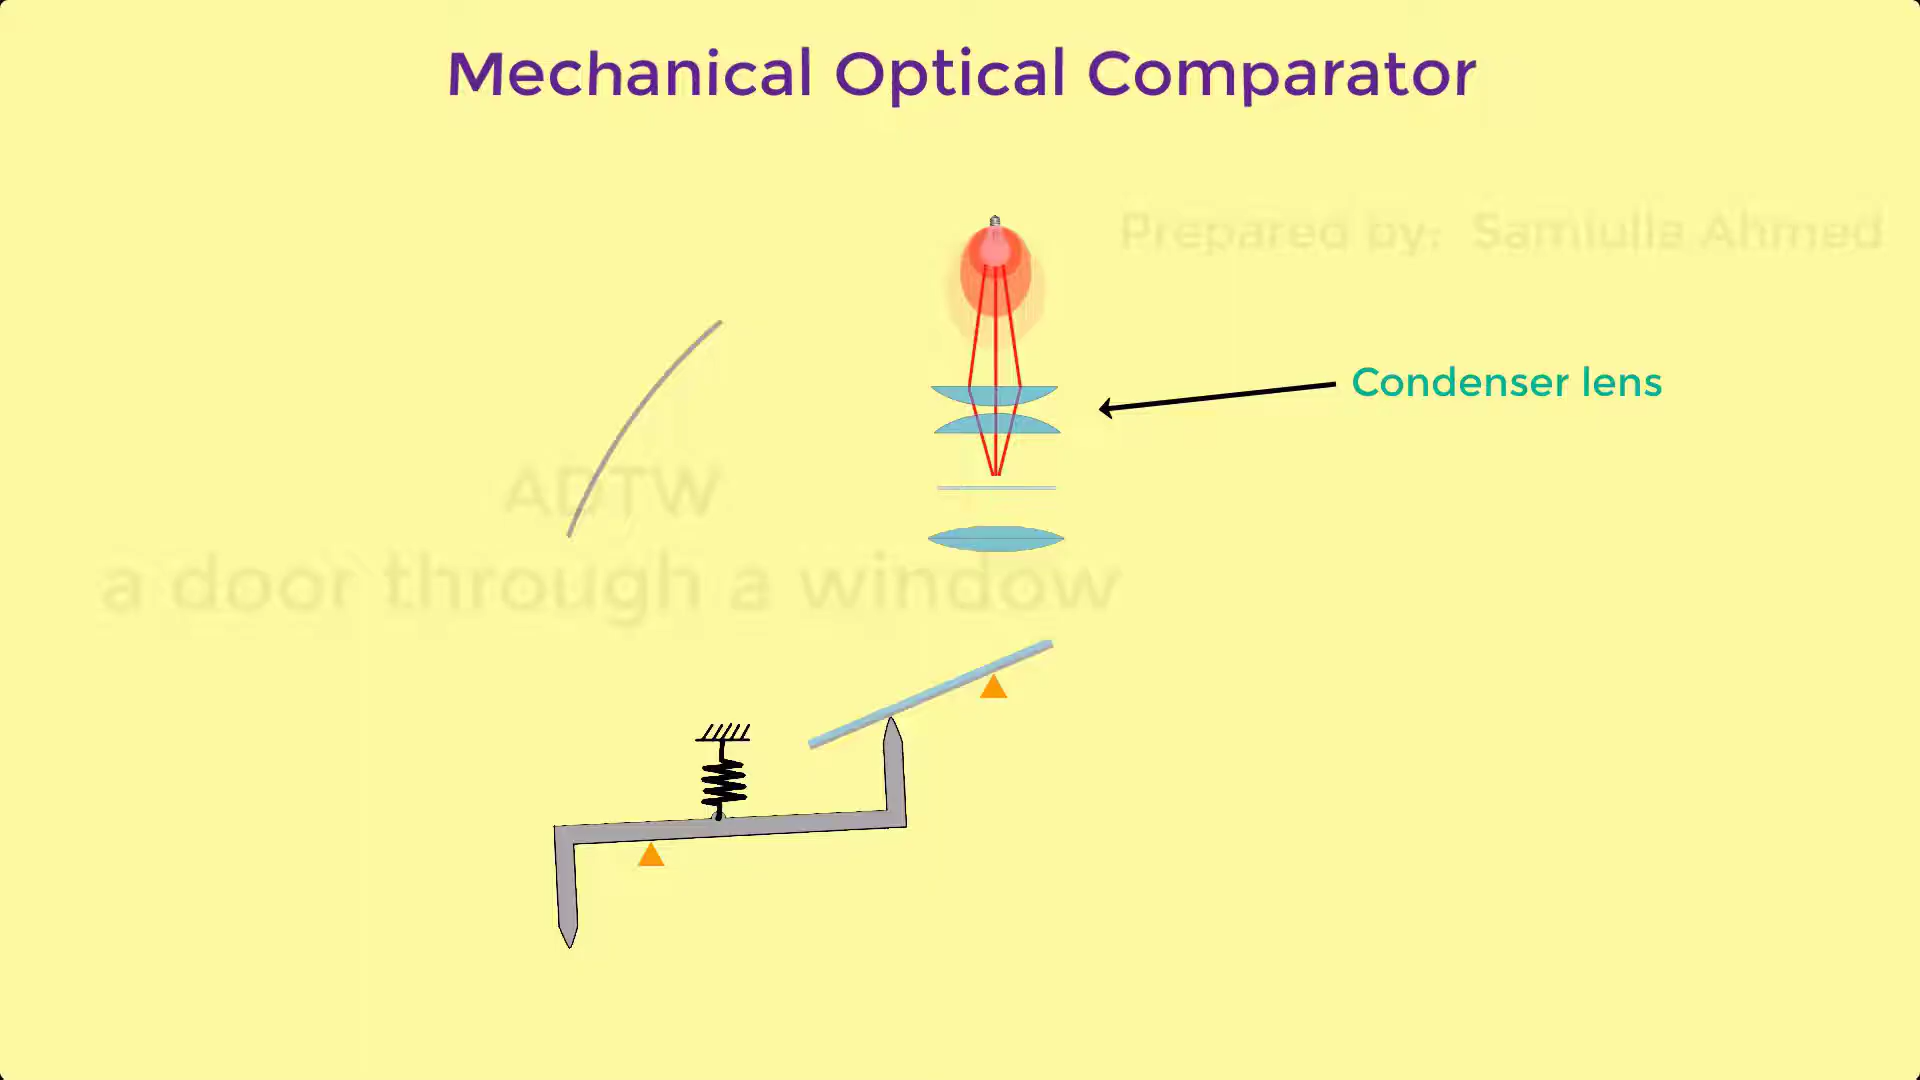 Mechanical Optical Comparator
Prepared by: Samiulla Ahmed
Condenser lens
ADTW
a door through a window